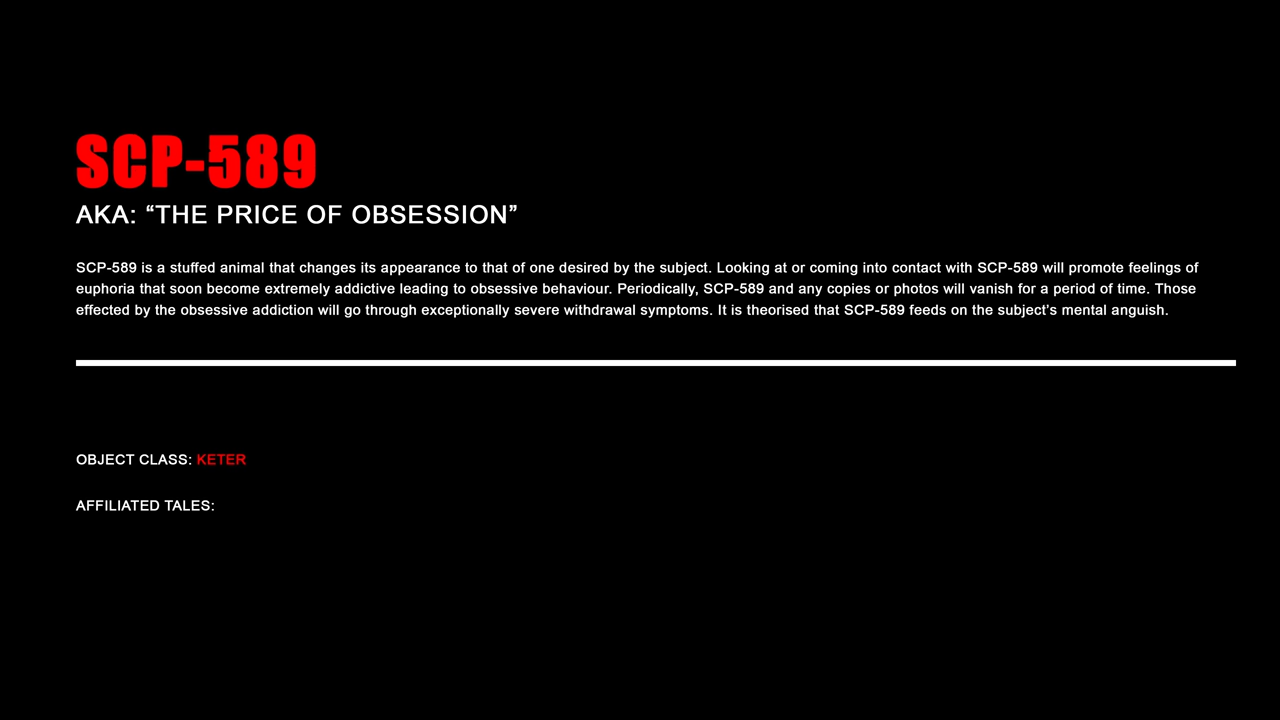 SCP-589
AKA: “THE PRICE OF OBSESSION”
SCP-589 is a stuffed animal that changes its appearance to that of one desired by the subject. Looking at or coming into contact with SCP-589 will promote feelings of
euphoria that soon become extremely addictive leading to obsessive behaviour. Periodically, SCP-589 and any copies or photos will vanish for a period of time. Those
effected by the obsessive addiction will go through exceptionally severe withdrawal symptoms. It is theorised that SCP-589 feeds on the subject’s mental anguish.
OBJECT CLASS: KETER
AFFILIATED TALES: